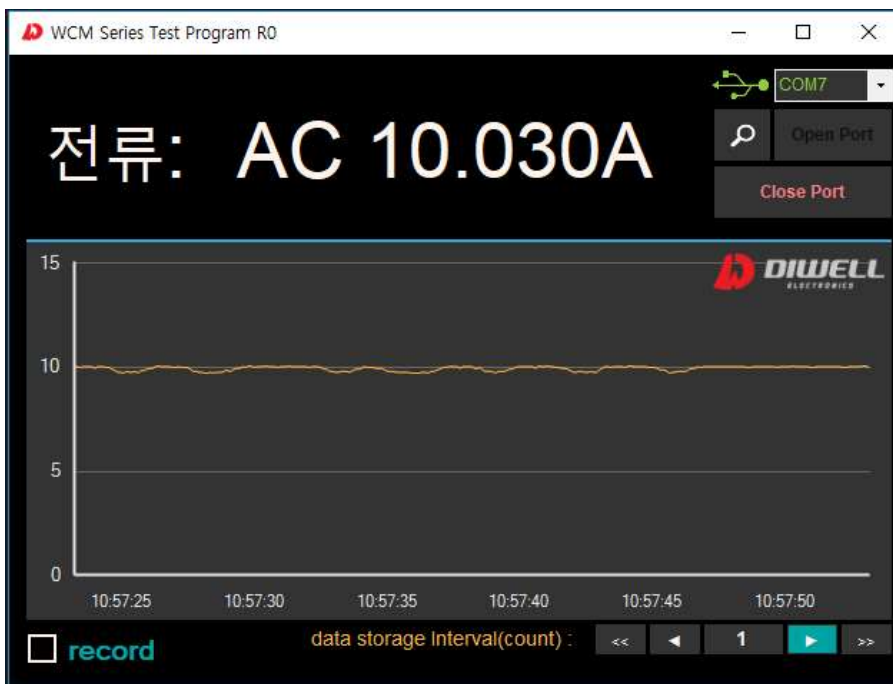 WCM Series Test Program R0
COM7
전류: AC 10.030A
Open Port
Close Port
DIWELL
ELECTRONICS
15
10
5
0
10:57:25 10:57:30 10:57:35 10:57:40 10:57:45 10:57:50
record
data storage Interval(count) : << ◄ 1 ► >>